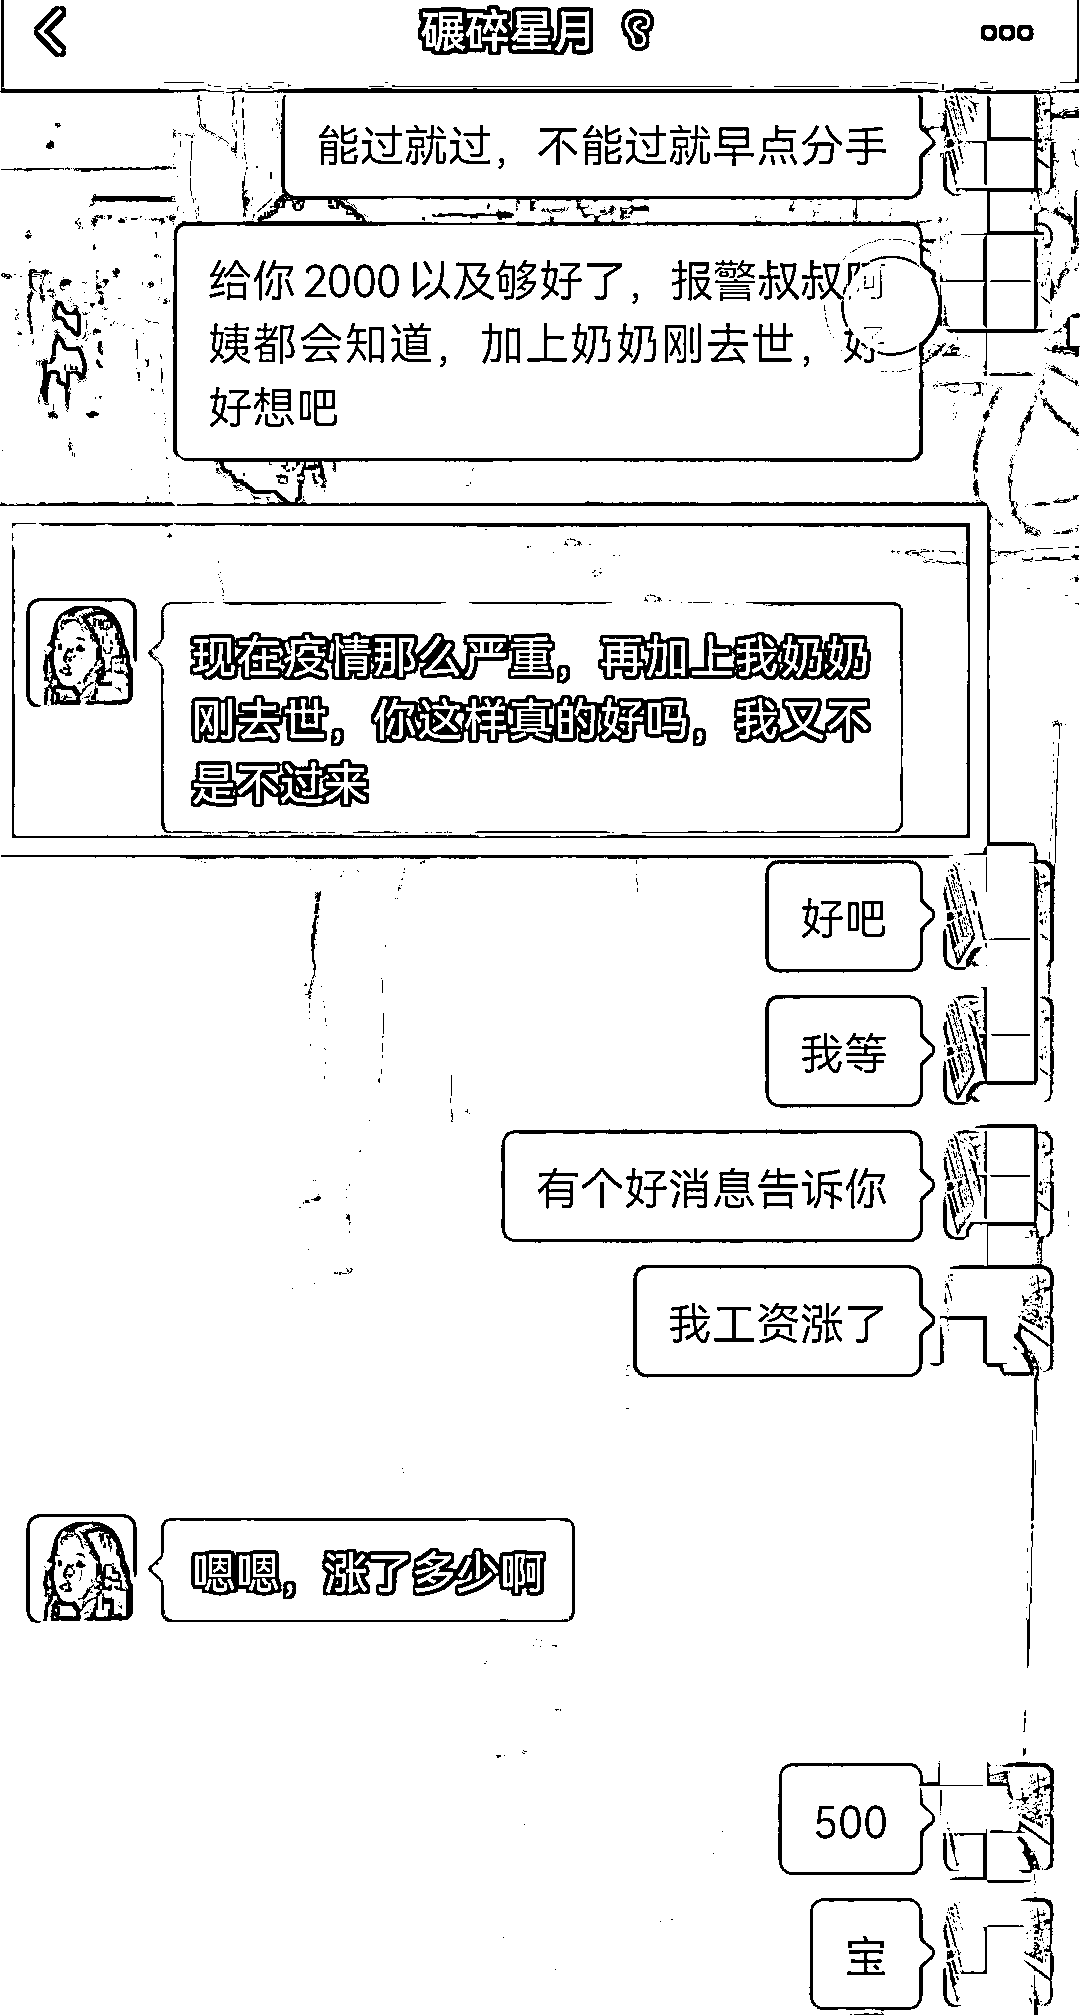 碾碎星月
能过就过，不能过就早点分手
给你2000以及够好了，报警叔叔阿
姨都会知道，加上奶奶刚去世，好
好想吧
现在疫情那么严重，再加上我奶奶
刚去世，你这样真的好吗，我又不
是不过来
好吧
我等
有个好消息告诉你
我工资涨了
嗯嗯，涨了多少啊
500
宝